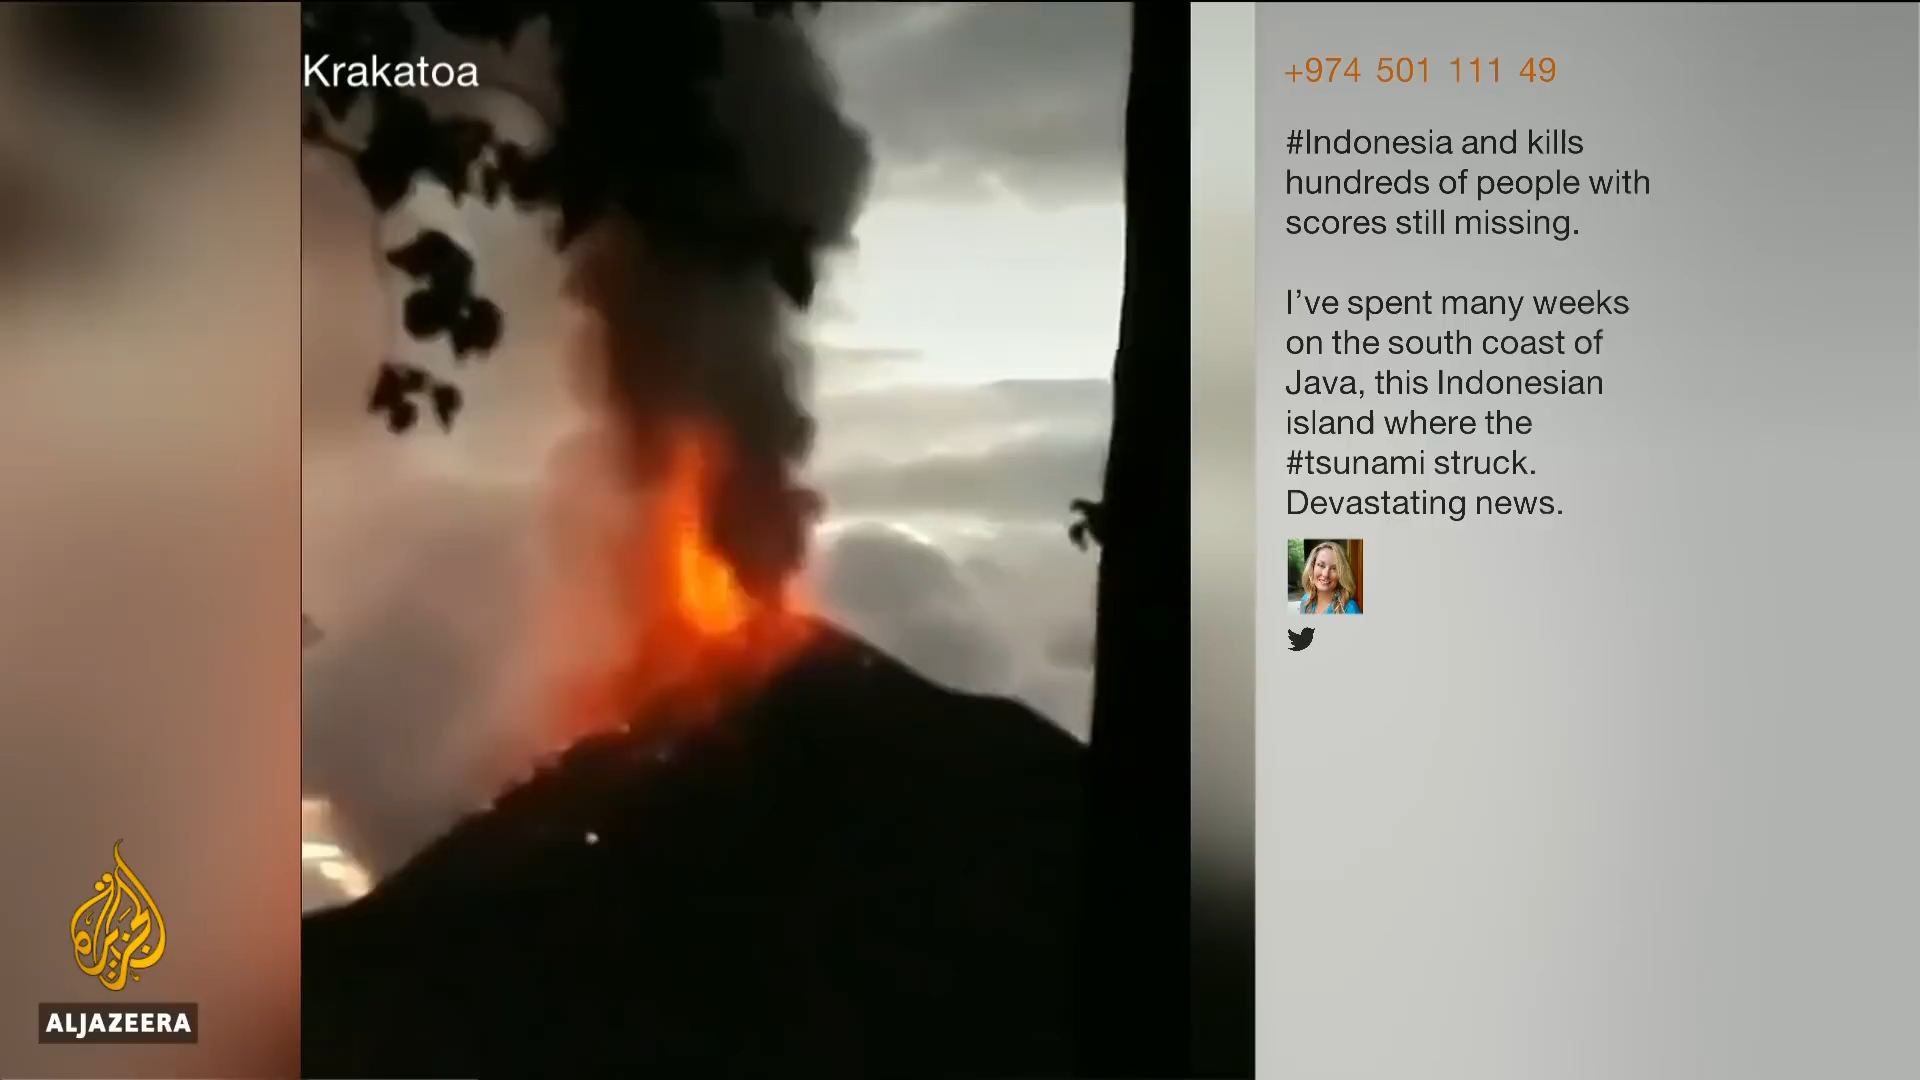 Krakatoa
+974 501 111 49
#Indonesia and kills
hundreds of people with
scores still missing.
I've spent many weeks
on the south coast of
Java, this Indonesian
island where the
#tsunami struck.
Devastating news.
الجزيرة
ALJAZEERA